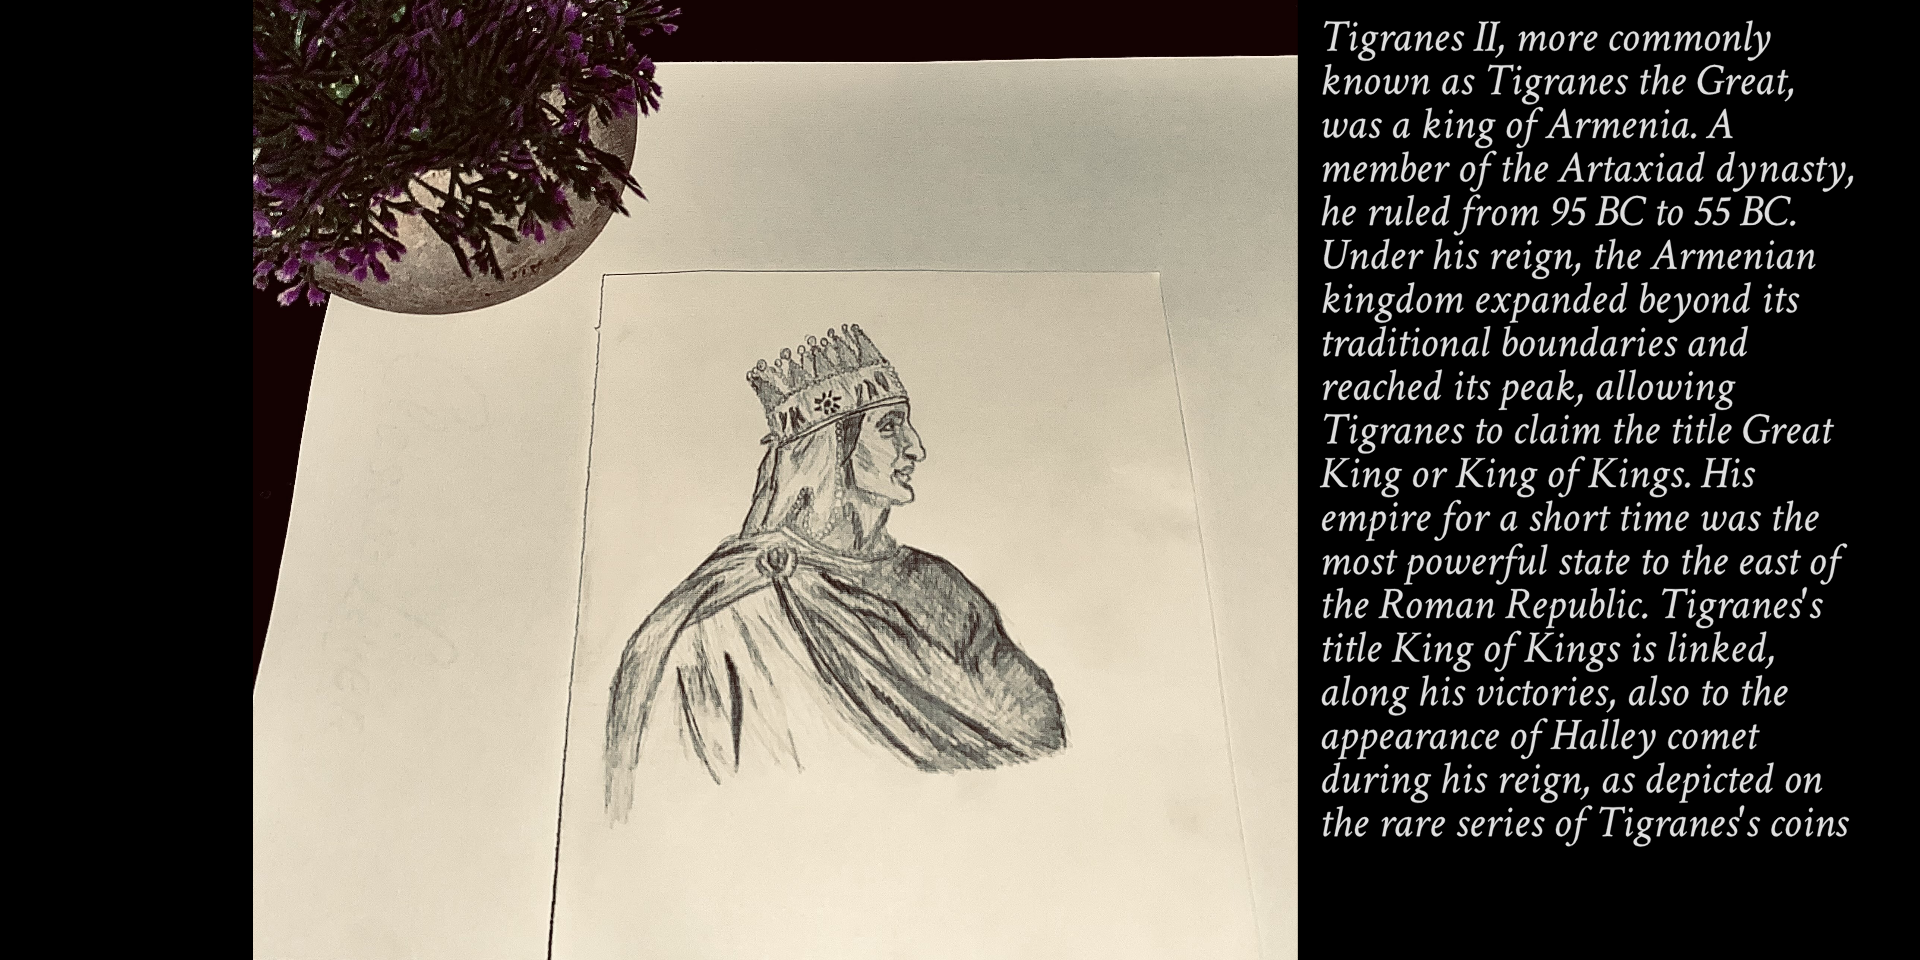 Tigranes II, more commonly
known as Tigranes the Great,
was a king of Armenia. A
member of the Artaxiad dynasty,
he ruled from 95 BC to 55 BC.
Under his reign, the Armenian
kingdom expanded beyond its
traditional boundaries and
reached its peak, allowing
Tigranes to claim the title Great
King or King of Kings. His
empire for a short time was the
most powerful state to the east of
the Roman Republic. Tigranes's
title King of Kings is linked,
along his victories, also to the
appearance of Halley comet
during his reign, as depicted on
the rare series of Tigranes's coins